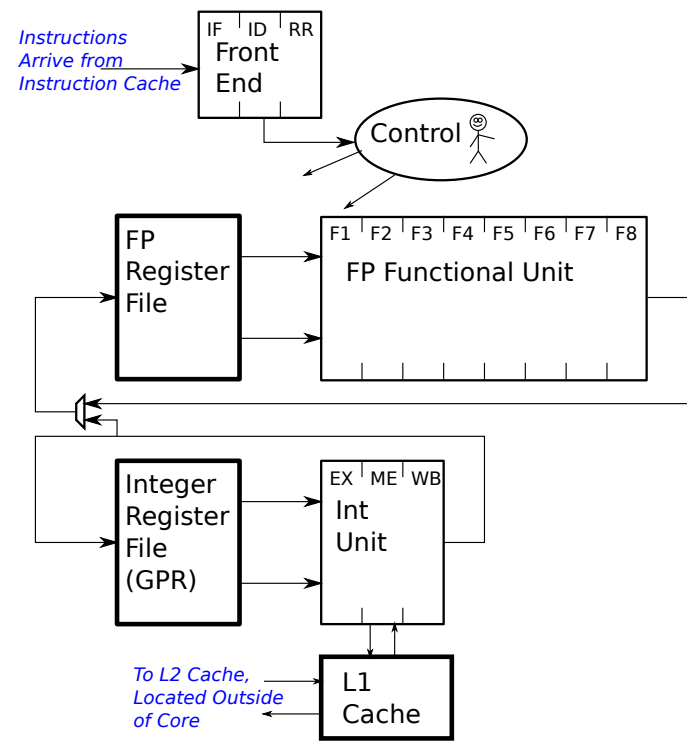 Instructions
Arrive from
Instruction Cache
IF ID RR
Front
End
Control
FP
Register
File
F1 F2 F3 F4 F5 F6 F7 F8
FP Functional Unit
Integer
Register
File
(GPR)
EX ME WB
Int
Unit
To L2 Cache,
Located Outside
of Core
L1
Cache